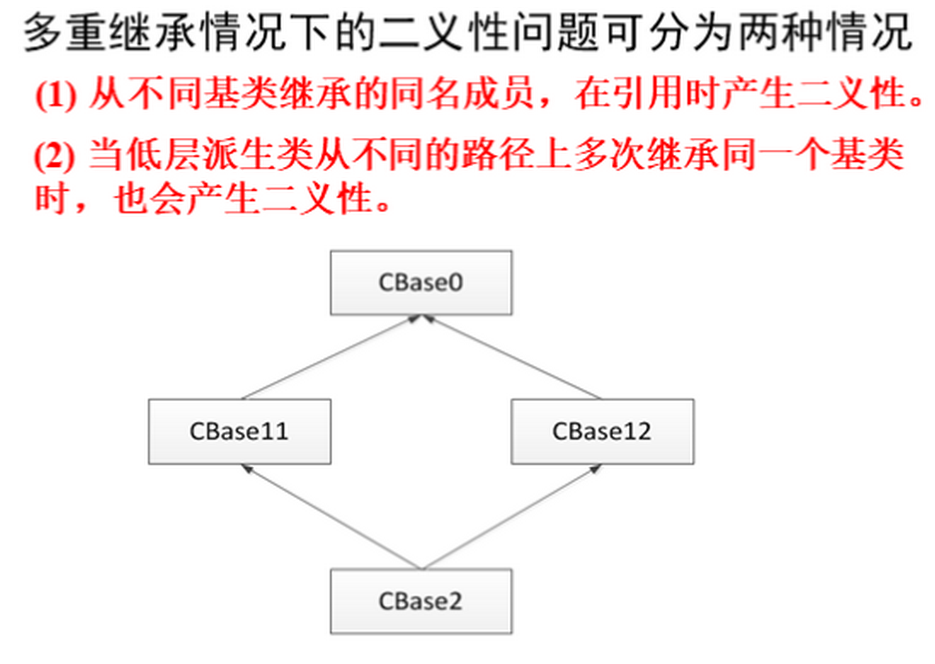 多重继承情况下的二义性问题可分为两种情况
(1) 从不同基类继承的同名成员，在引用时产生二义性。
(2) 当低层派生类从不同的路径上多次继承同一个基类
时，也会产生二义性。
CBase0
CBase11
CBase12
CBase2